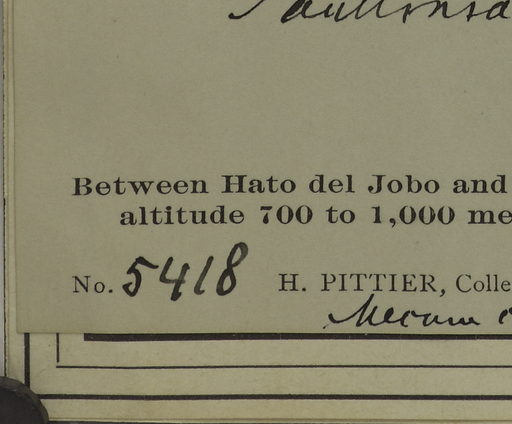 Between Hato del Jobo and
altitude 700 to 1,000 me
No. 5418 H. PITTIER, Colle